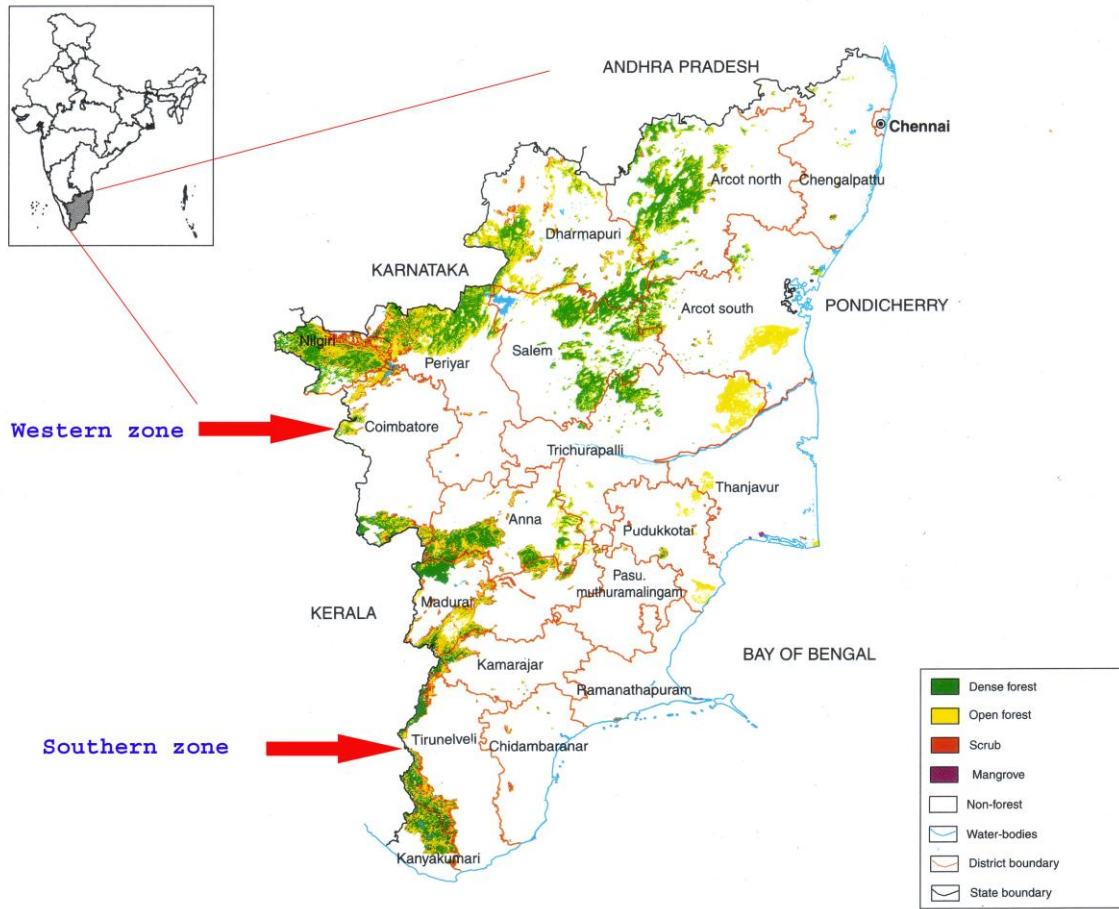 ANDHRA PRADESH
Chennai
Arcot north
Chengalpattu
Dharmapuri
KARNATAKA
Arcot south
PONDICHERRY
Nilgiri
Periyar
Salem
Western zone
Coimbatore
Trichurapalli
Thanjavur
Anna
Pudukkotai
Pasu.
muthuramalingam
Madurai
KERALA
Kamarajar
BAY OF BENGAL
Ramanathapuram
Southern zone
Tirunelveli
Chidambaranar
Kanyakumari
Dense forest
Open forest
Scrub
Mangrove
Non-forest
Water-bodies
District boundary
State boundary